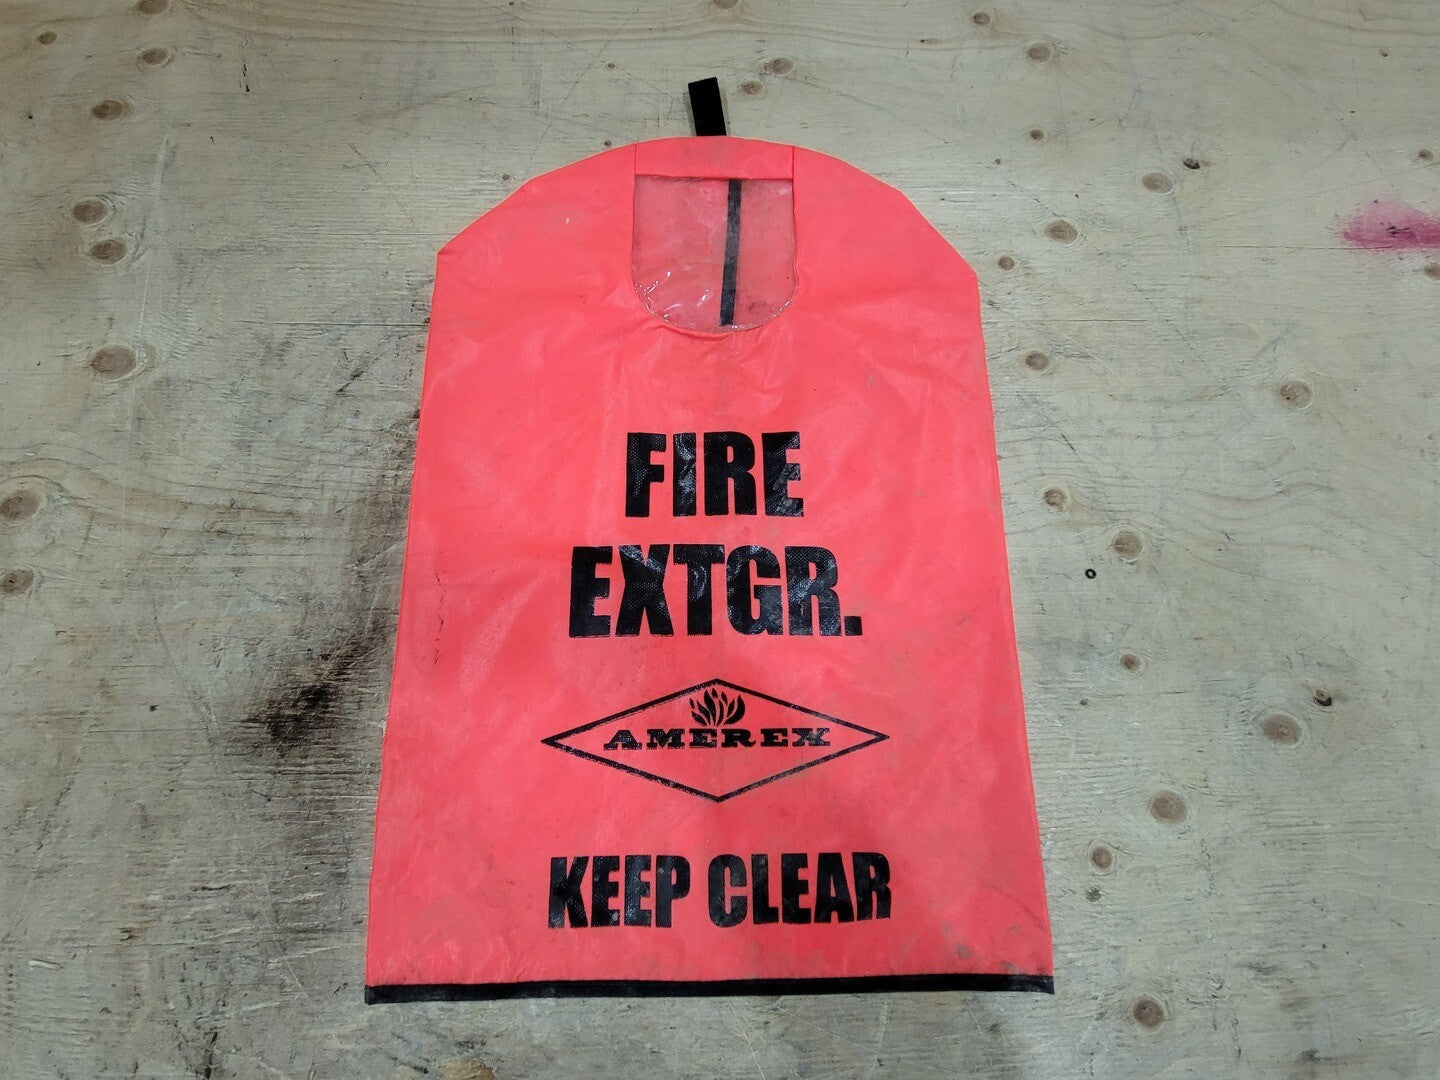 FIRE
EXTGR.
AMEREX
KEEP CLEAR